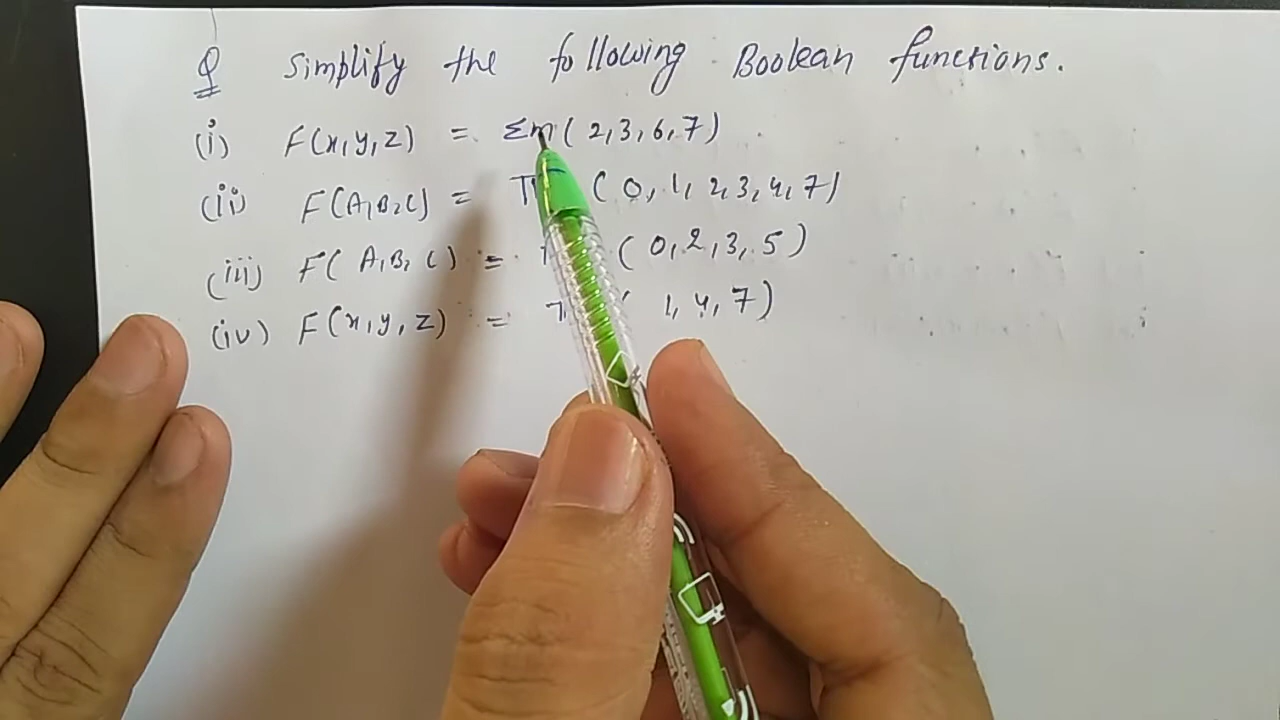 Q Simplify the following Boolean functions.
(i) F(x,y,z) = Σm( 2,3,6,7)
(ii) F(A,B,C) = ( 0, 1, 2,3, 4, 7)
(iii) F( A,B, C) = ( 0, 2, 3, 5 )
(iv) F(x, y, z) = ( 1, 4, 7)